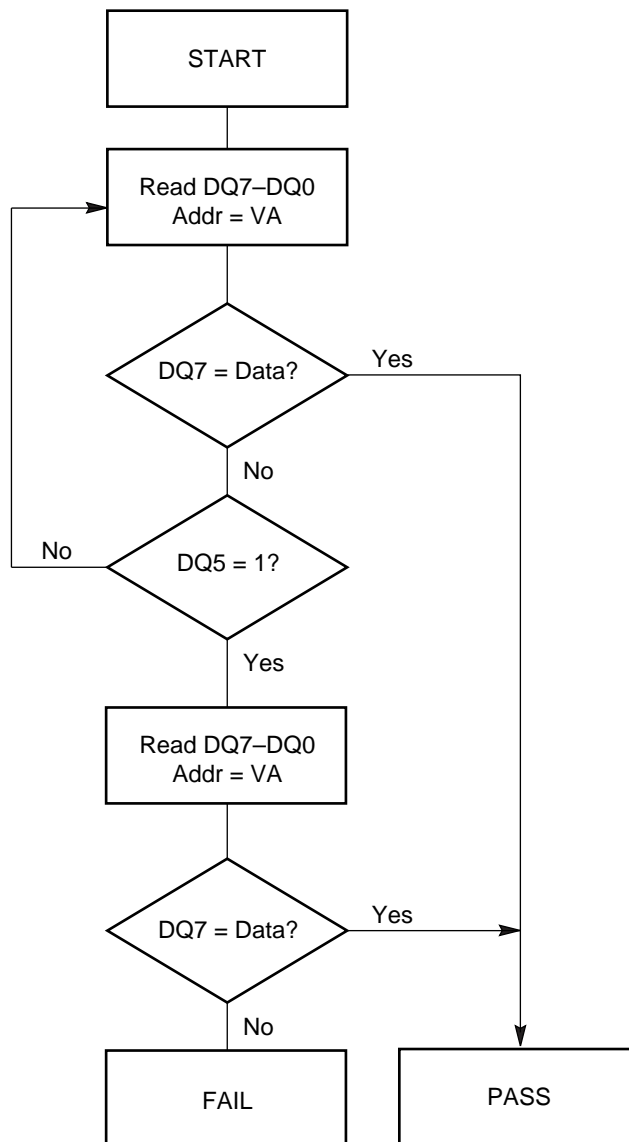 START
Read DQ7–DQ0
Addr = VA
DQ7 = Data?
Yes
No
No
DQ5 = 1?
Yes
Read DQ7–DQ0
Addr = VA
DQ7 = Data?
Yes
No
FAIL
PASS